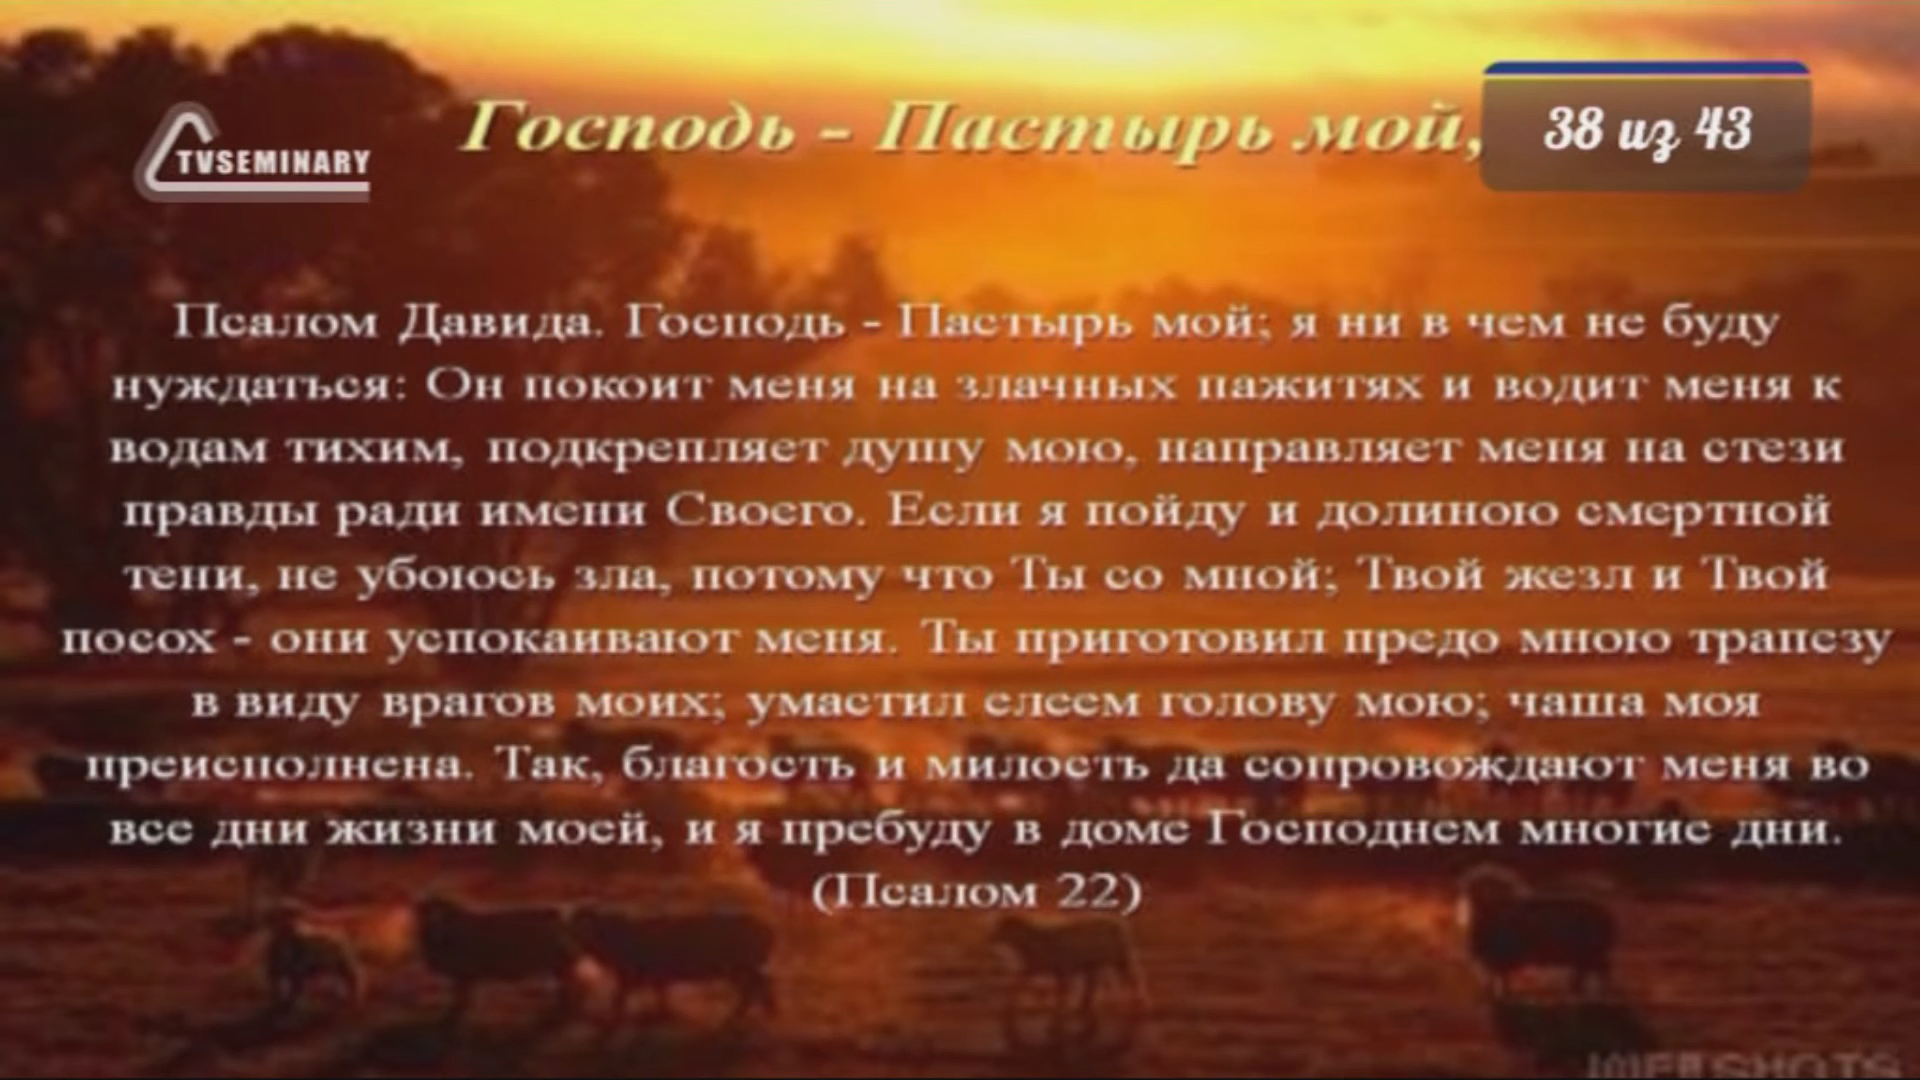 Господь - Пастырь мой,
38 из 43
TVSEMINARY
Псалом Давида. Господь - Пастырь мой; я ни в чем не буду
нуждаться: Он покоит меня на злачных пажитях и водит меня к
водам тихим, подкрепляет душу мою, направляет меня на стези
правды ради имени Своего. Если я пойду и долиною смертной
тени, не убоюсь зла, потому что Ты со мной; Твой жезл и Твой
посох - они успокаивают меня. Ты приготовил предо мною трапезу
в виду врагов моих; умастил елеем голову мою; чаша моя
преисполнена. Так, благость и милость да сопровождают меня во
все дни жизни моей, и я пребуду в доме Господнем многие дни.
(Псалом 22)